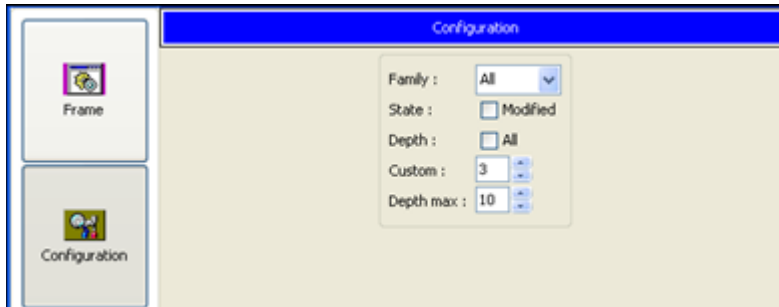 Configuration
Frame
Configuration
Family : All
State : Modified
Depth : All
Custom : 3
Depth max : 10